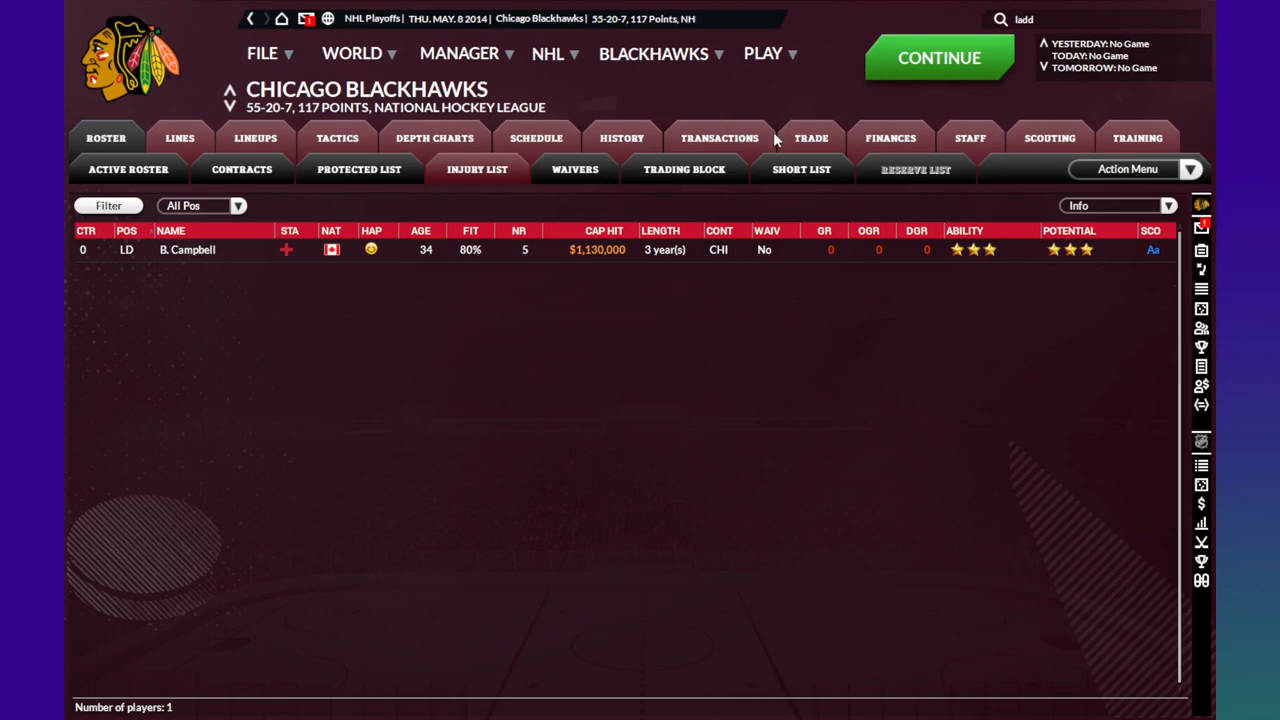 NHL Playoffs | THU. MAY. 8 2014 | Chicago Blackhawks | 55-20-7, 117 Points, NH
ladd
FILE WORLD MANAGER NHL BLACKHAWKS PLAY
CONTINUE
YESTERDAY: No Game
TODAY: No Game
TOMORROW: No Game
CHICAGO BLACKHAWKS
55-20-7, 117 POINTS, NATIONAL HOCKEY LEAGUE
ROSTER LINES LINEUPS TACTICS DEPTH CHARTS SCHEDULE HISTORY TRANSACTIONS TRADE FINANCES STAFF SCOUTING TRAINING
ACTIVE ROSTER CONTRACTS PROTECTED LIST INJURY LIST WAIVERS TRADING BLOCK SHORT LIST RESERVE LIST Action Menu
Filter All Pos Info
CTR POS NAME STA NAT HAP AGE FIT NR CAP HIT LENGTH CONT WAIV GR OGR DGR ABILITY POTENTIAL SCO
0 LD B. Campbell 34 80% 5 $1,130,000 3 year(s) CHI No 0 0 0 Aa
Number of players: 1